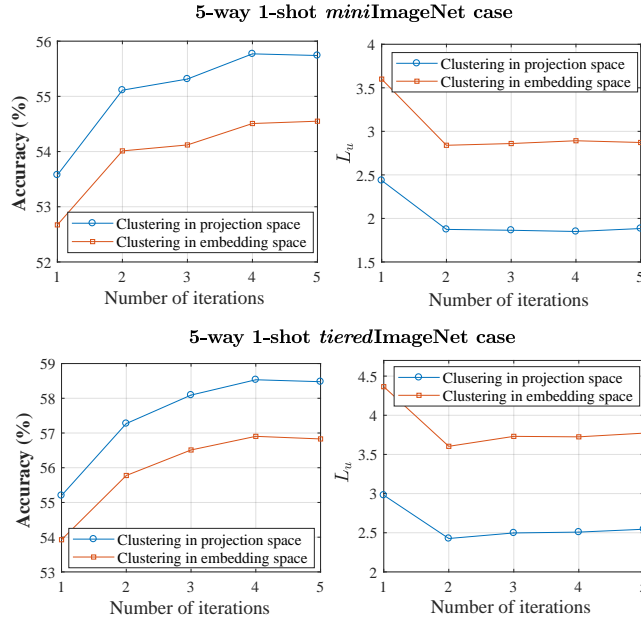 5-way 1-shot miniImageNet case
56
55
54
53
52
Accuracy (%)
Clustering in projection space
Clustering in embedding space
1 2 3 4 5
Number of iterations
4
3.5
3
2.5
2
1.5
L_u
Clustering in projection space
Clustering in embedding space
1 2 3 4 5
Number of iterations
5-way 1-shot tieredImageNet case
59
58
57
56
55
54
53
Accuracy (%)
Clustering in projection space
Clustering in embedding space
1 2 3 4 5
Number of iterations
4.5
4
3.5
3
2.5
2
L_u
Clusering in projection space
Clustering in embedding space
1 2 3 4 5
Number of iterations